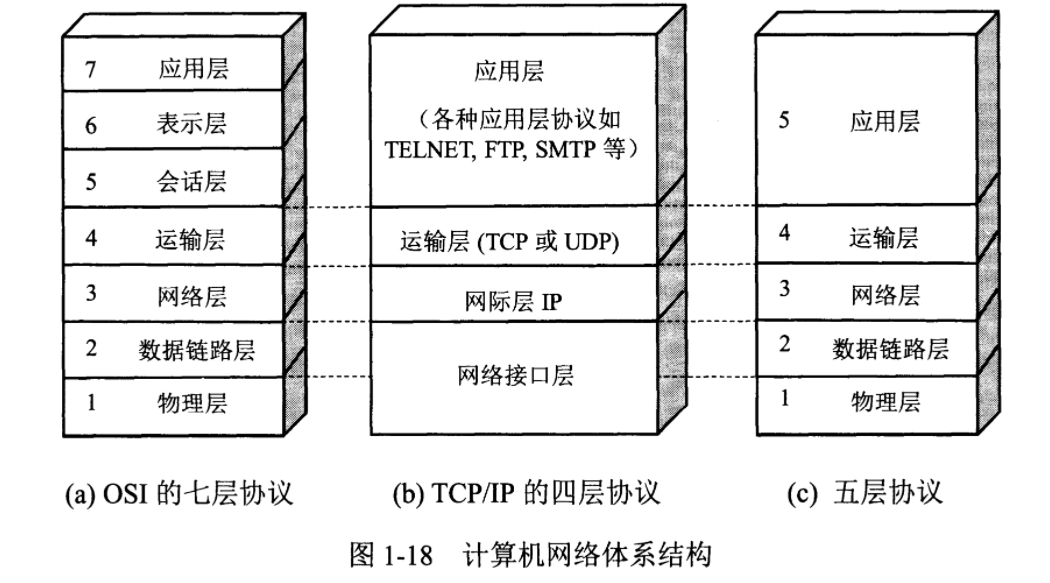 7 应用层
6 表示层
5 会话层
4 运输层
3 网络层
2 数据链路层
1 物理层
(a) OSI 的七层协议
应用层
（各种应用层协议如
TELNET, FTP, SMTP 等）
运输层 (TCP 或 UDP)
网际层 IP
网络接口层
(b) TCP/IP 的四层协议
5 应用层
4 运输层
3 网络层
2 数据链路层
1 物理层
(c) 五层协议
图 1-18 计算机网络体系结构